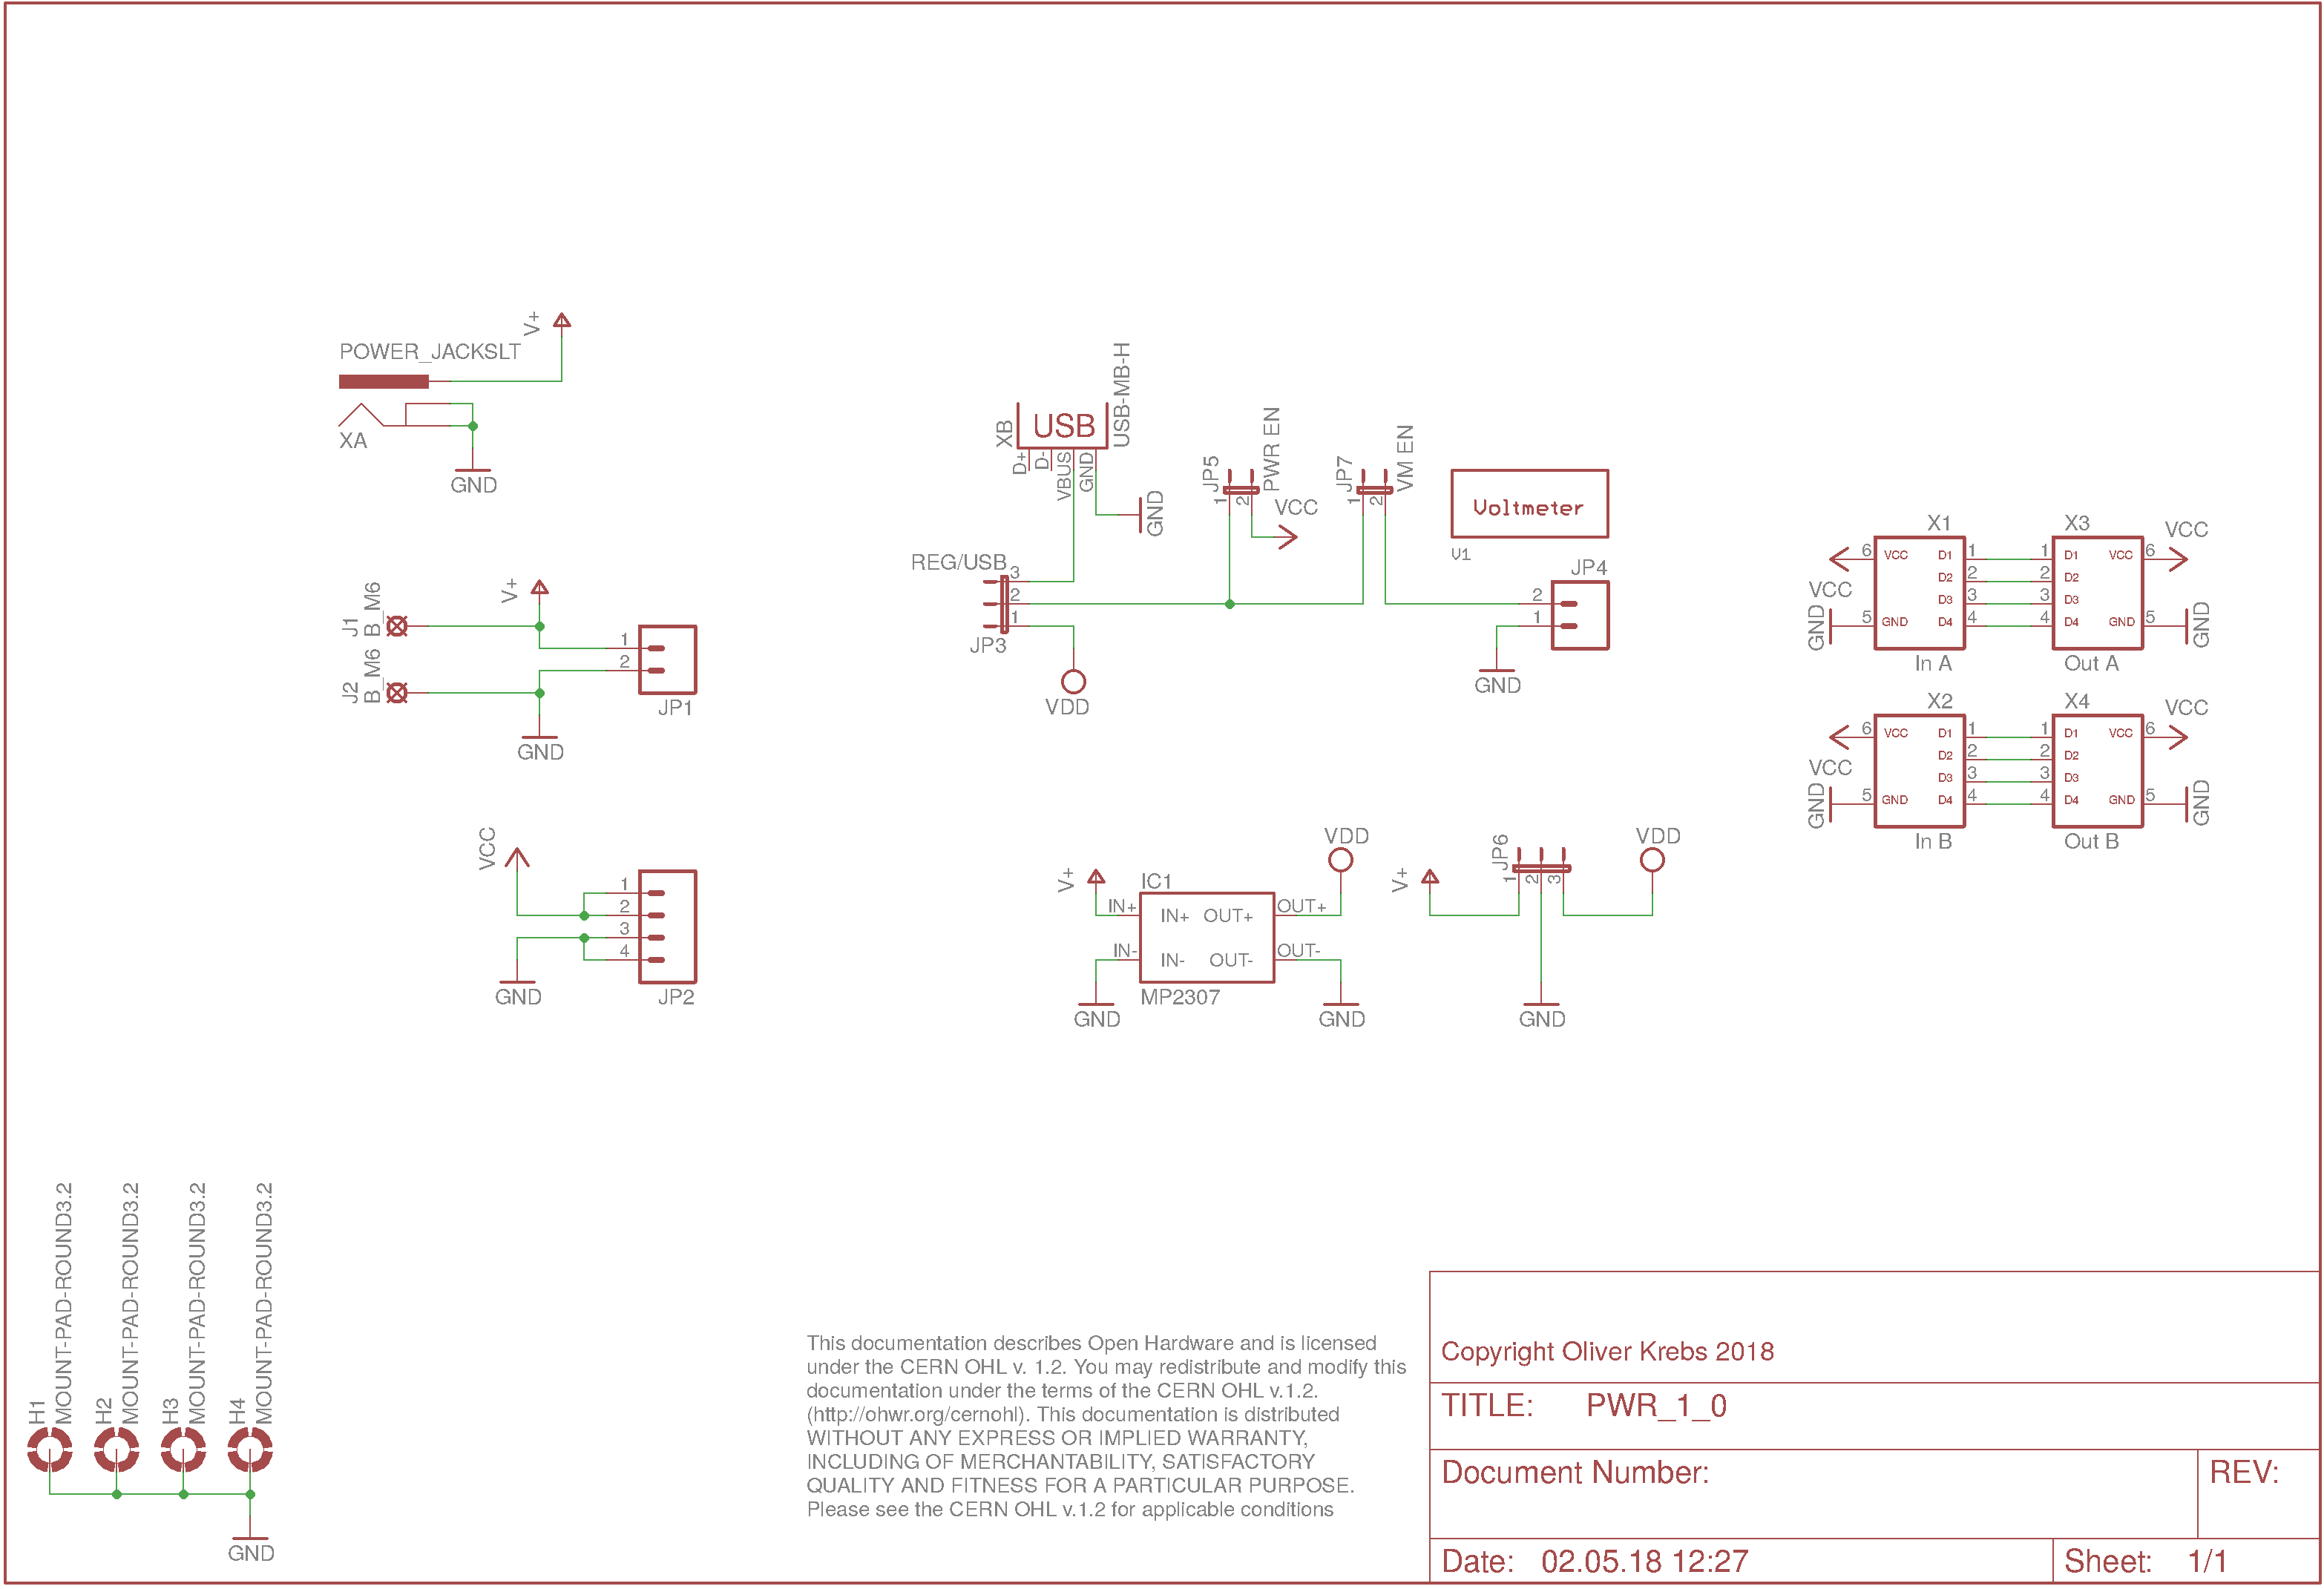 V+
POWER_JACKSLT
XA
GND
J1
B_M6
V+
J2
B_M6
1
2
JP1
GND
VCC
1
2
3
4
GND
JP2
XB
USB
USB-MB-H
D+
D-
VBUS
GND
GND
REG/USB
3
2
1
JP3
VDD
JP5
PWR EN
1
2
VCC
JP7
VM EN
1
2
Voltmeter
V1
JP4
2
1
GND
V+
IC1
IN+
IN+ OUT+
OUT+
IN-
IN- OUT-
OUT-
MP2307
VDD
GND
GND
V+
JP6
1
2
3
VDD
GND
X1
X3
VCC
6 VCC D1 1
1 D1 VCC 6
D2 2
2 D2
VCC
D3 3
3 D3
GND
5 GND D4 4
4 D4 GND 5
GND
In A
Out A
X2
X4
VCC
6 VCC D1 1
1 D1 VCC 6
D2 2
2 D2
VCC
D3 3
3 D3
GND
5 GND D4 4
4 D4 GND 5
GND
In B
Out B
H1
MOUNT-PAD-ROUND3.2
H2
MOUNT-PAD-ROUND3.2
H3
MOUNT-PAD-ROUND3.2
H4
MOUNT-PAD-ROUND3.2
GND
This documentation describes Open Hardware and is licensed
under the CERN OHL v. 1.2. You may redistribute and modify this
documentation under the terms of the CERN OHL v.1.2.
(http://ohwr.org/cernohl). This documentation is distributed
WITHOUT ANY EXPRESS OR IMPLIED WARRANTY,
INCLUDING OF MERCHANTABILITY, SATISFACTORY
QUALITY AND FITNESS FOR A PARTICULAR PURPOSE.
Please see the CERN OHL v.1.2 for applicable conditions
Copyright Oliver Krebs 2018
TITLE: PWR_1_0
Document Number:
REV:
Date: 02.05.18 12:27
Sheet: 1/1